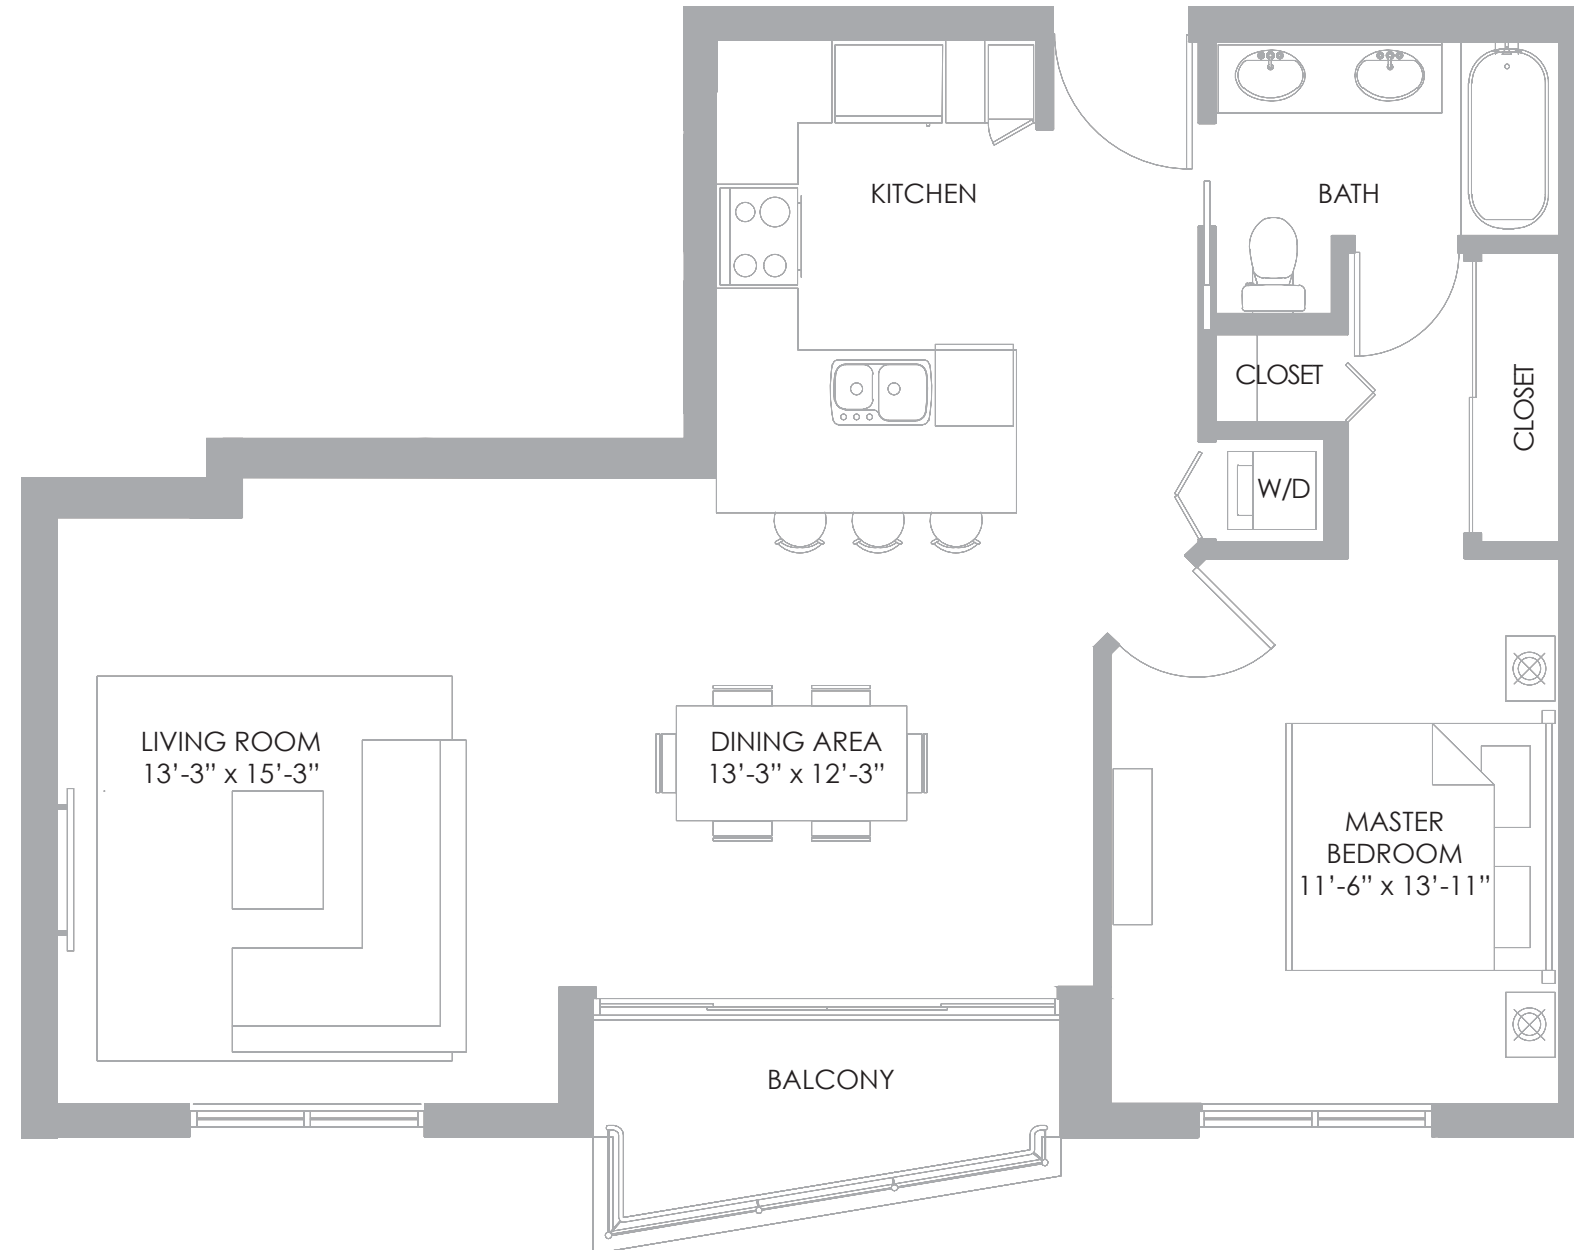 KITCHEN
BATH
CLOSET
CLOSET
W/D
LIVING ROOM
13’-3” x 15’-3”
DINING AREA
13’-3” x 12’-3”
MASTER
BEDROOM
11’-6” x 13’-11”
BALCONY